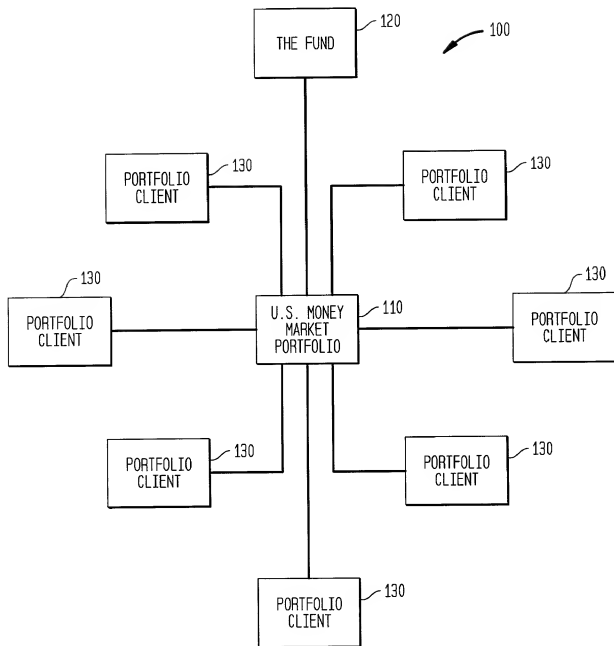 120
THE FUND
100
130
PORTFOLIO
CLIENT
130
PORTFOLIO
CLIENT
130
PORTFOLIO
CLIENT
110
U.S. MONEY
MARKET
PORTFOLIO
130
PORTFOLIO
CLIENT
130
PORTFOLIO
CLIENT
130
PORTFOLIO
CLIENT
130
PORTFOLIO
CLIENT